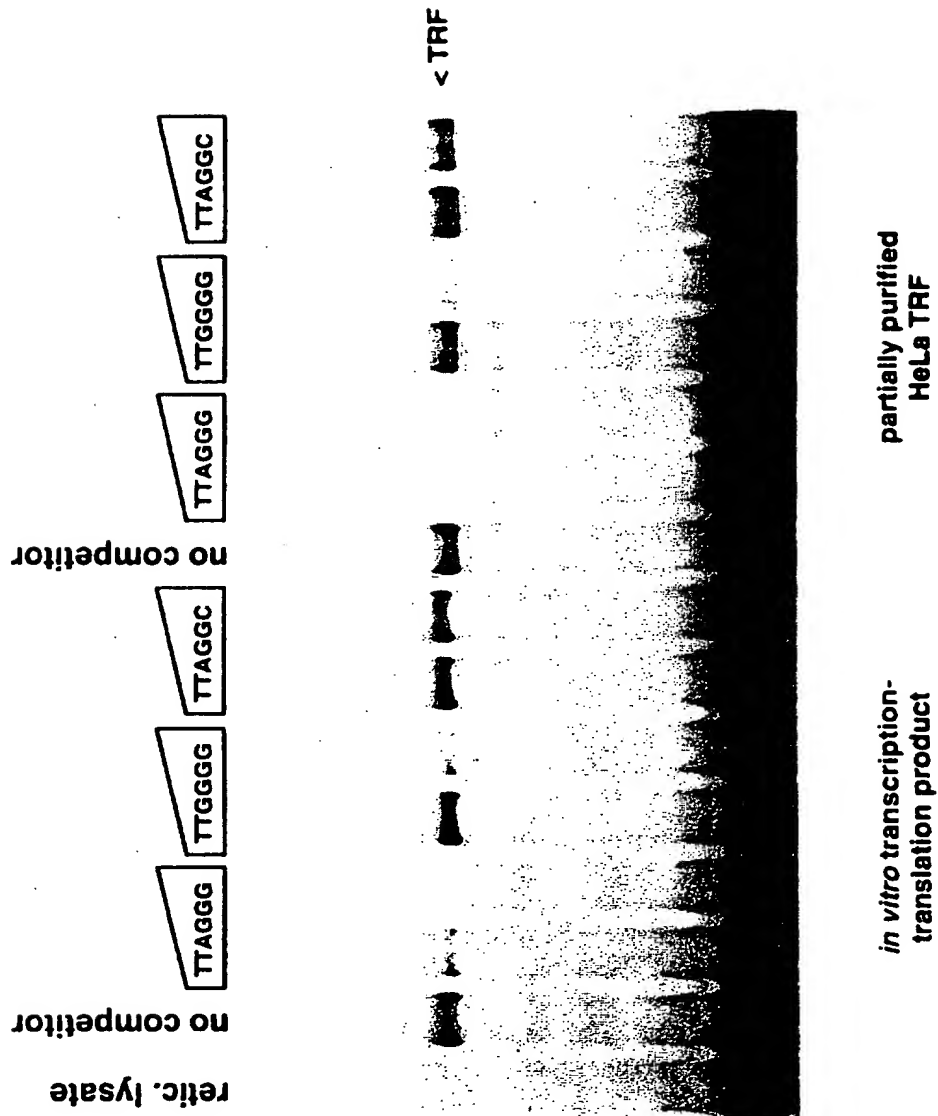 retic. lysate
no competitor
TTAGGG
TTGGGG
TTAGGC
no competitor
TTAGGG
TTGGGG
TTAGGC
< TRF
in vitro transcription-
translation product
partially purified
HeLa TRF